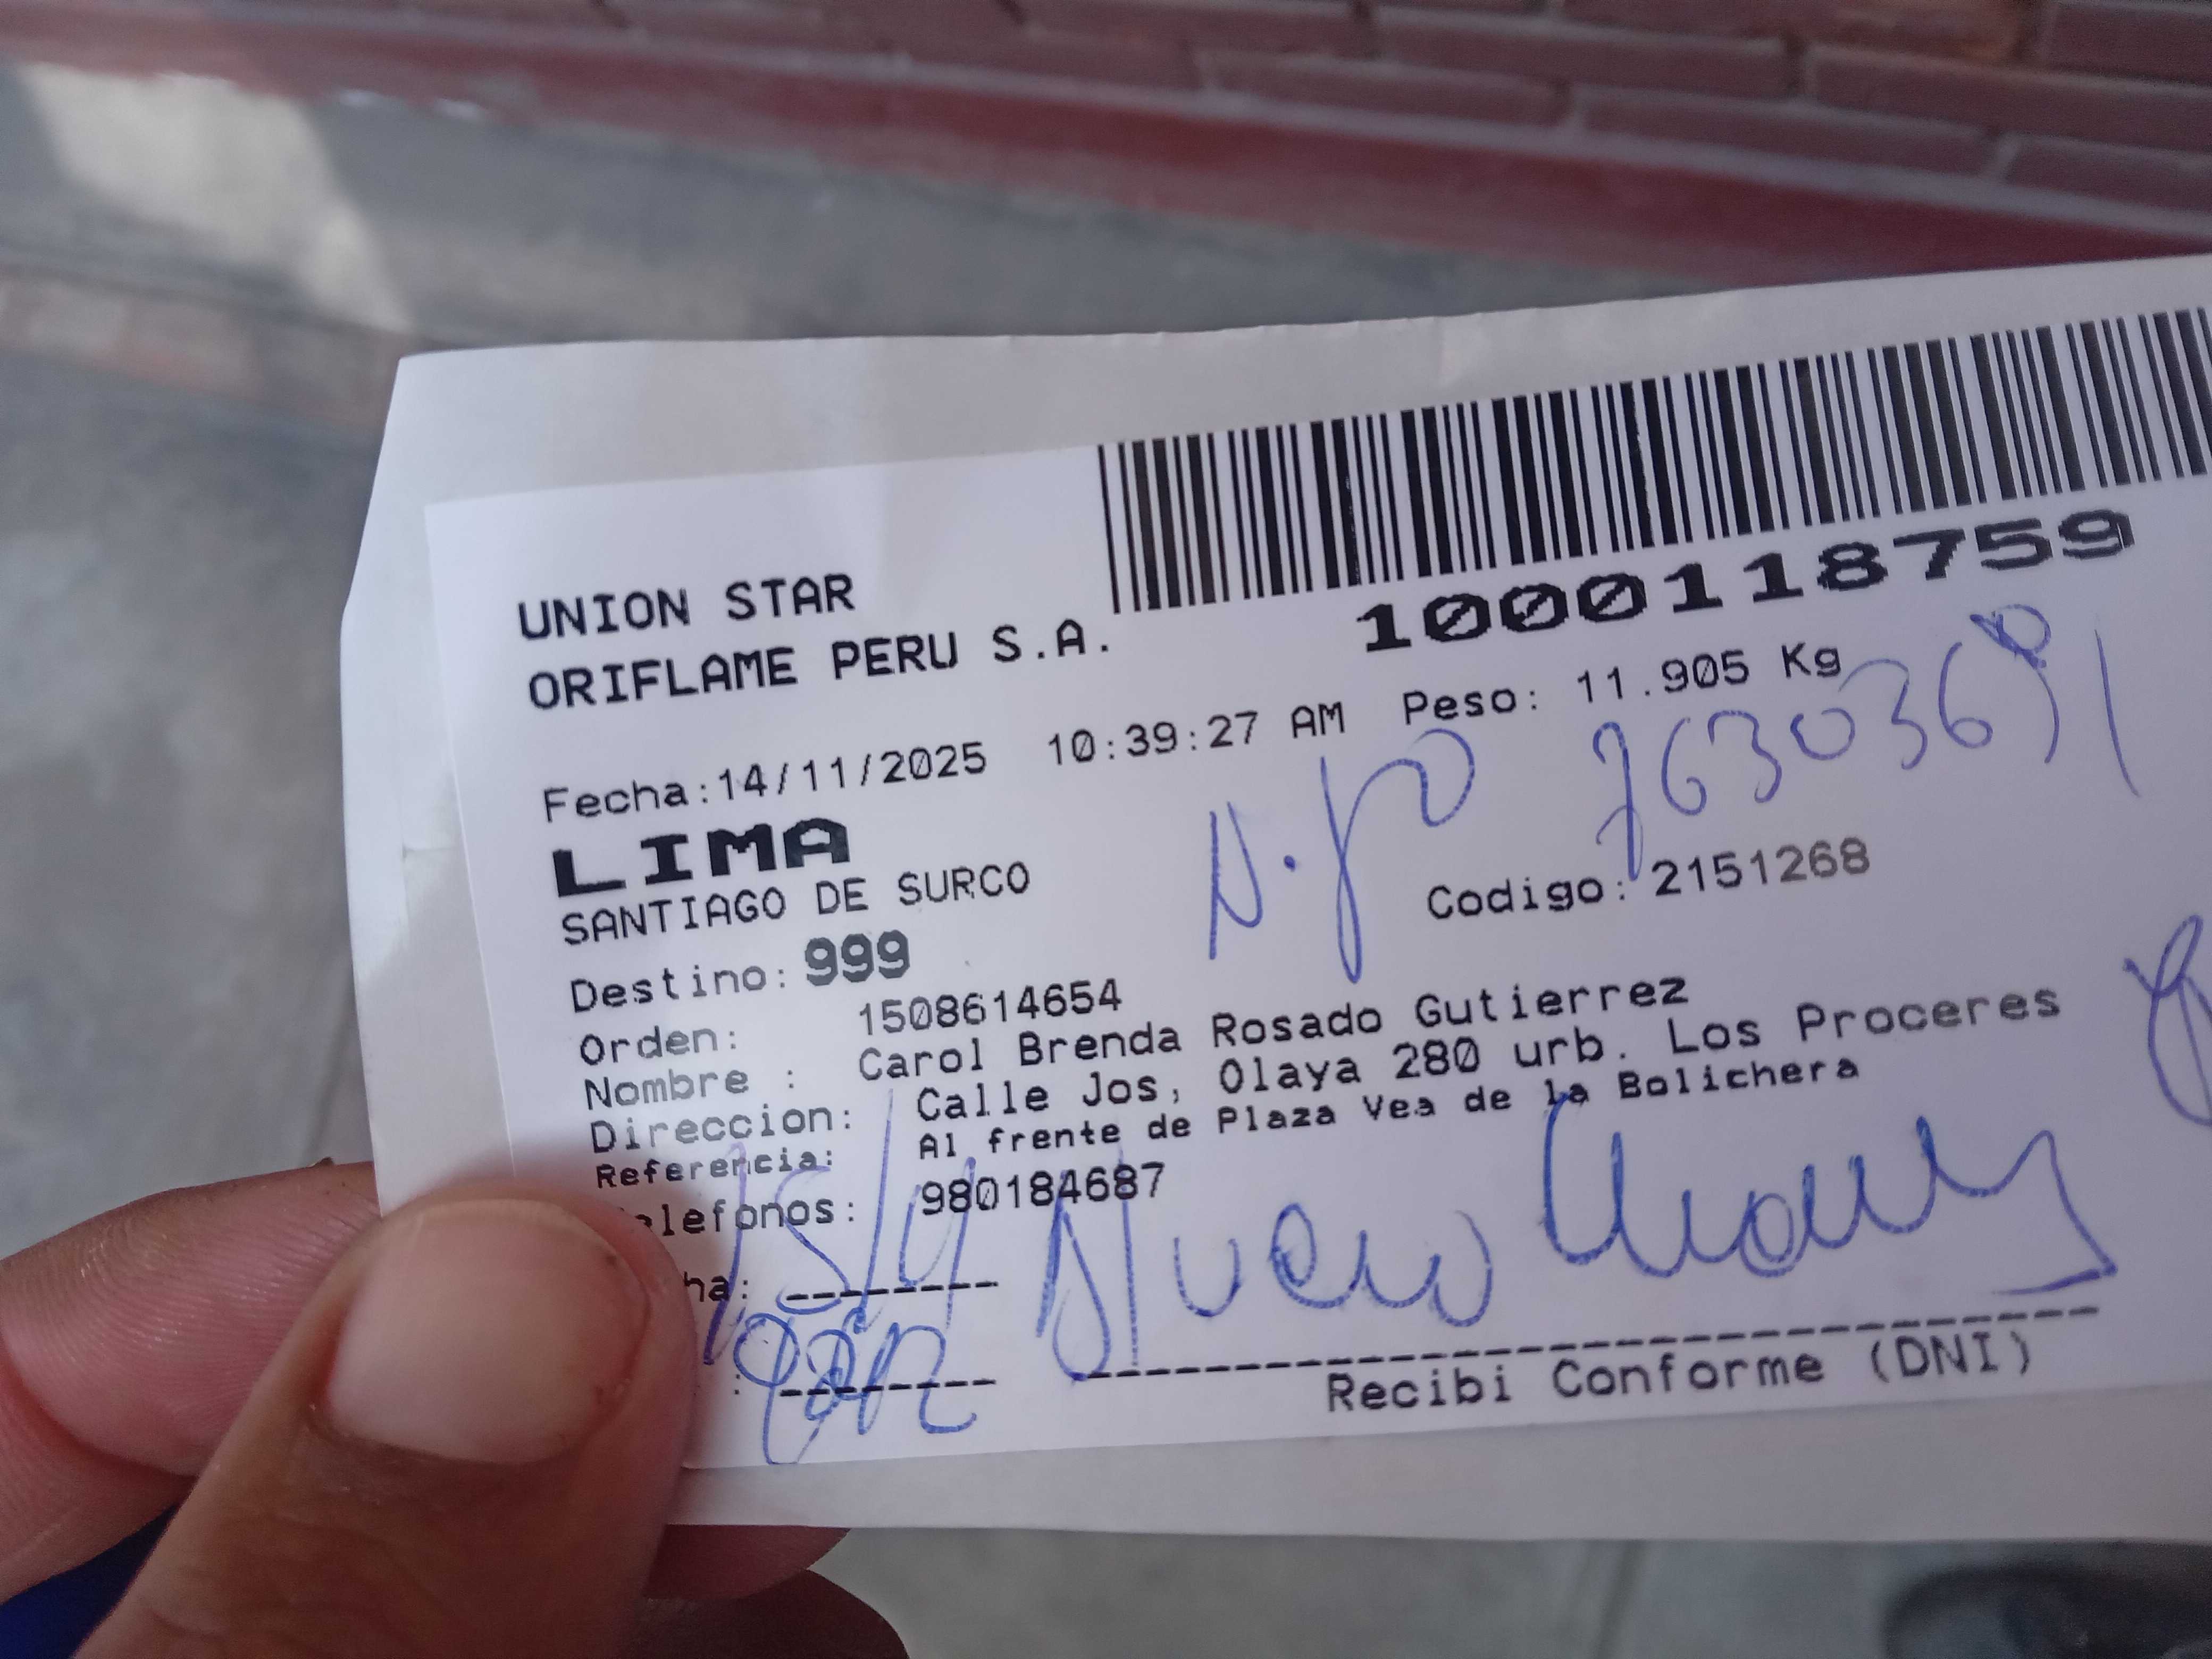 UNION STAR
ORIFLAME PERU S.A.
1000118759
Fecha:14/11/2025 10:39:27 AM Peso: 11.905 Kg
LIMA
SANTIAGO DE SURCO
Destino: 999
Codigo: 2151268
Orden: 1508614654
Nombre : Carol Brenda Rosado Gutierrez
Direccion: Calle Jos, Olaya 280 urb. Los Proceres
Referencia: Al frente de Plaza Vea de la Bolichera
elefonos: 980184687
ha:
Recibi Conforme (DNI)